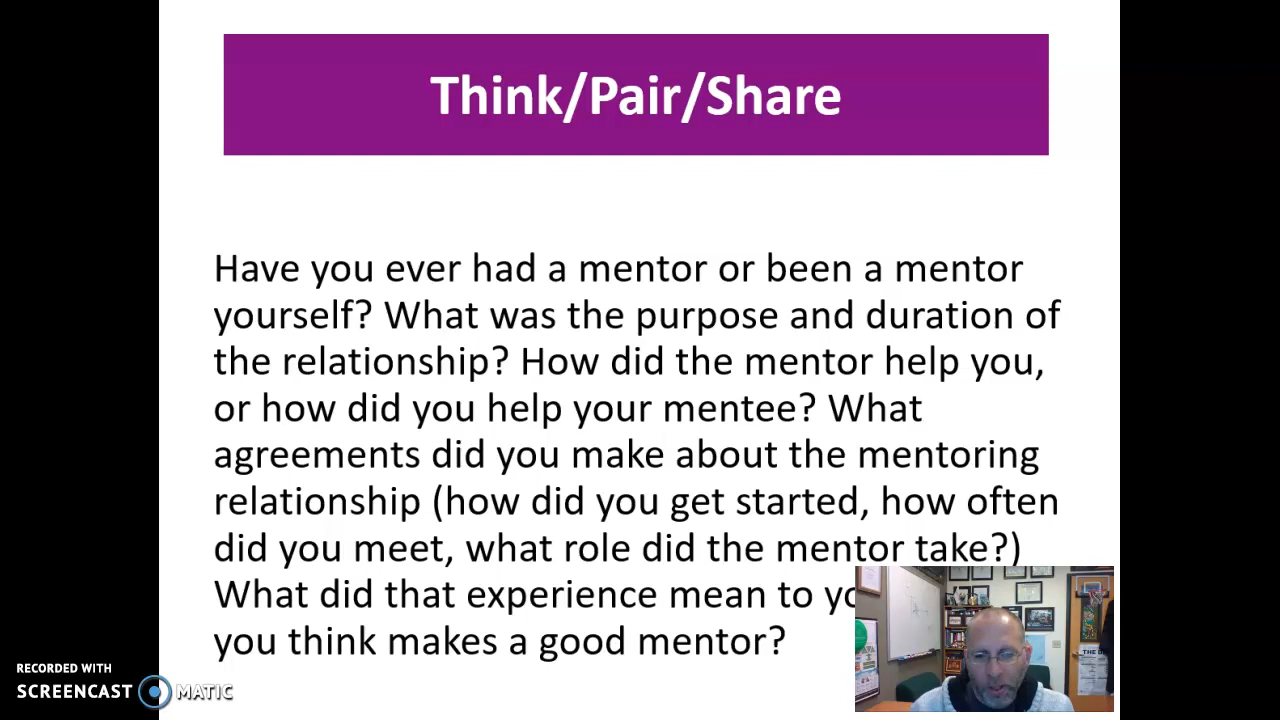 Think/Pair/Share
Have you ever had a mentor or been a mentor
yourself? What was the purpose and duration of
the relationship? How did the mentor help you,
or how did you help your mentee? What
agreements did you make about the mentoring
relationship (how did you get started, how often
did you meet, what role did the mentor take?)
What did that experience mean to
you think makes a good mentor?
RECORDED WITH
SCREENCAST MATIC